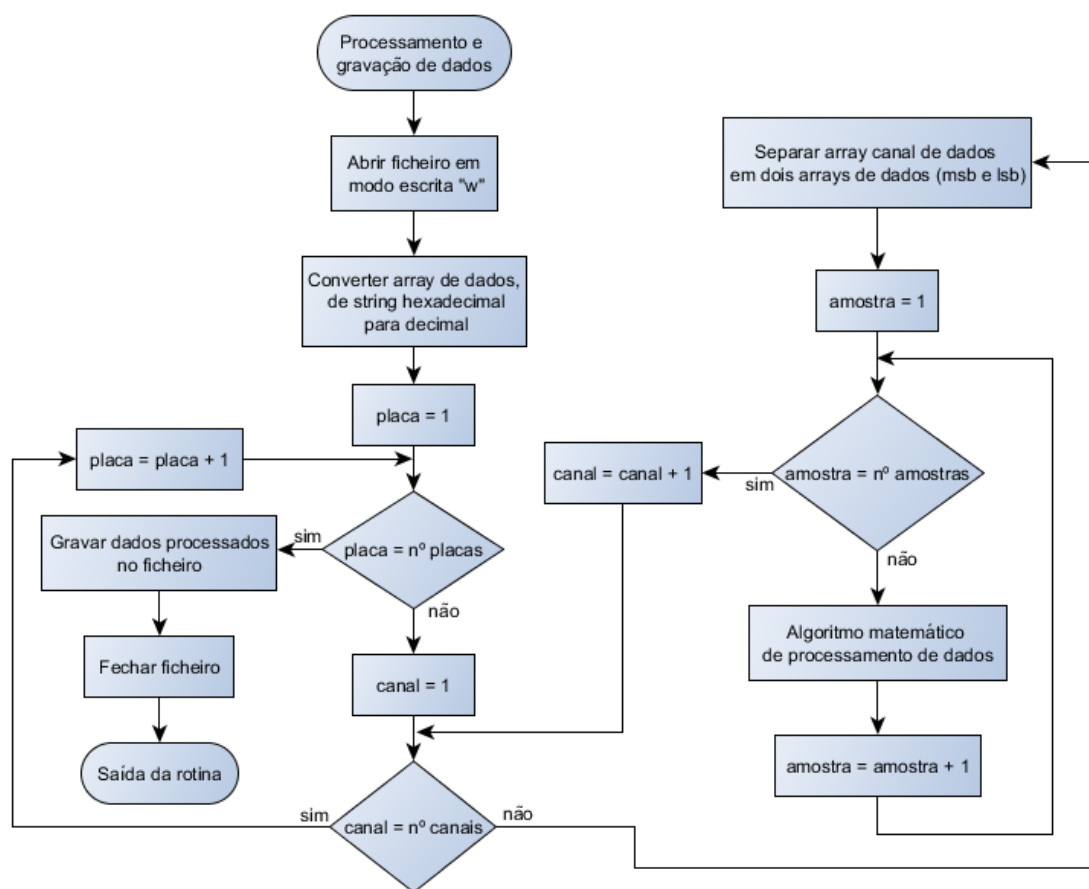 Processamento e
gravação de dados
Abrir ficheiro em
modo escrita "w"
Converter array de dados,
de string hexadecimal
para decimal
placa = 1
placa = placa + 1
placa = nº placas
sim
não
Gravar dados processados
no ficheiro
Fechar ficheiro
Saída da rotina
canal = 1
canal = nº canais
sim
não
Separar array canal de dados
em dois arrays de dados (msb e lsb)
amostra = 1
amostra = nº amostras
sim
não
canal = canal + 1
Algoritmo matemático
de processamento de dados
amostra = amostra + 1